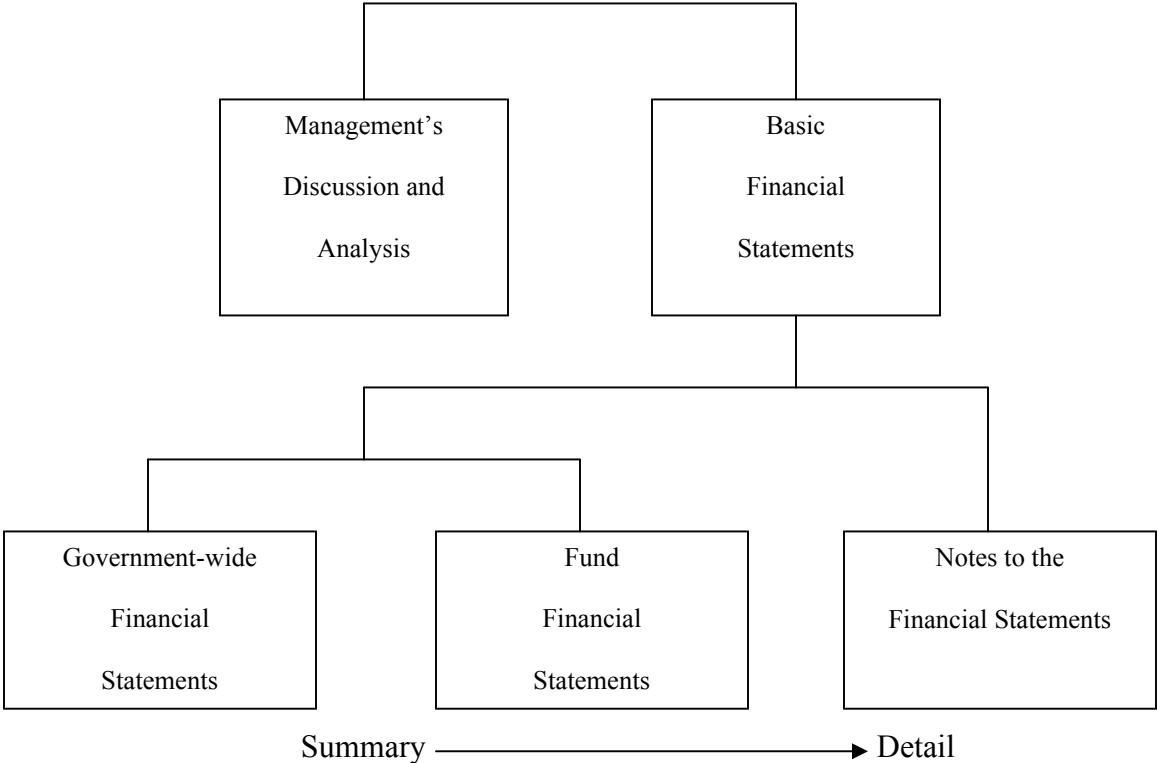 Management’s
Discussion and
Analysis
Basic
Financial
Statements
Government-wide
Financial
Statements
Fund
Financial
Statements
Notes to the
Financial Statements
Summary
Detail